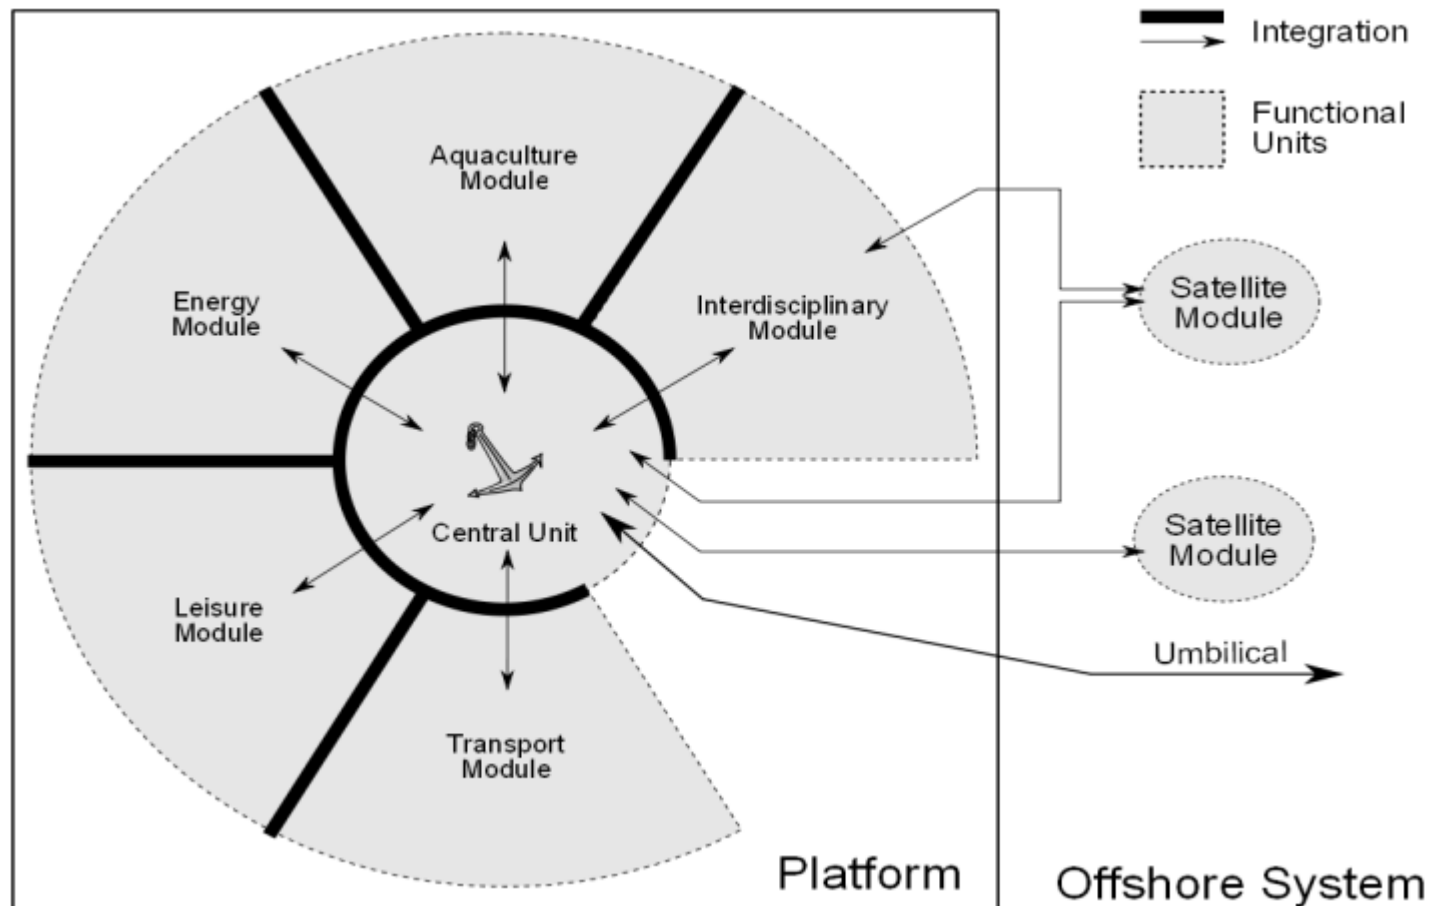 Integration
Functional
Units
Aquaculture
Module
Energy
Module
Interdisciplinary
Module
Satellite
Module
Central Unit
Satellite
Module
Leisure
Module
Umbilical
Transport
Module
Platform
Offshore System